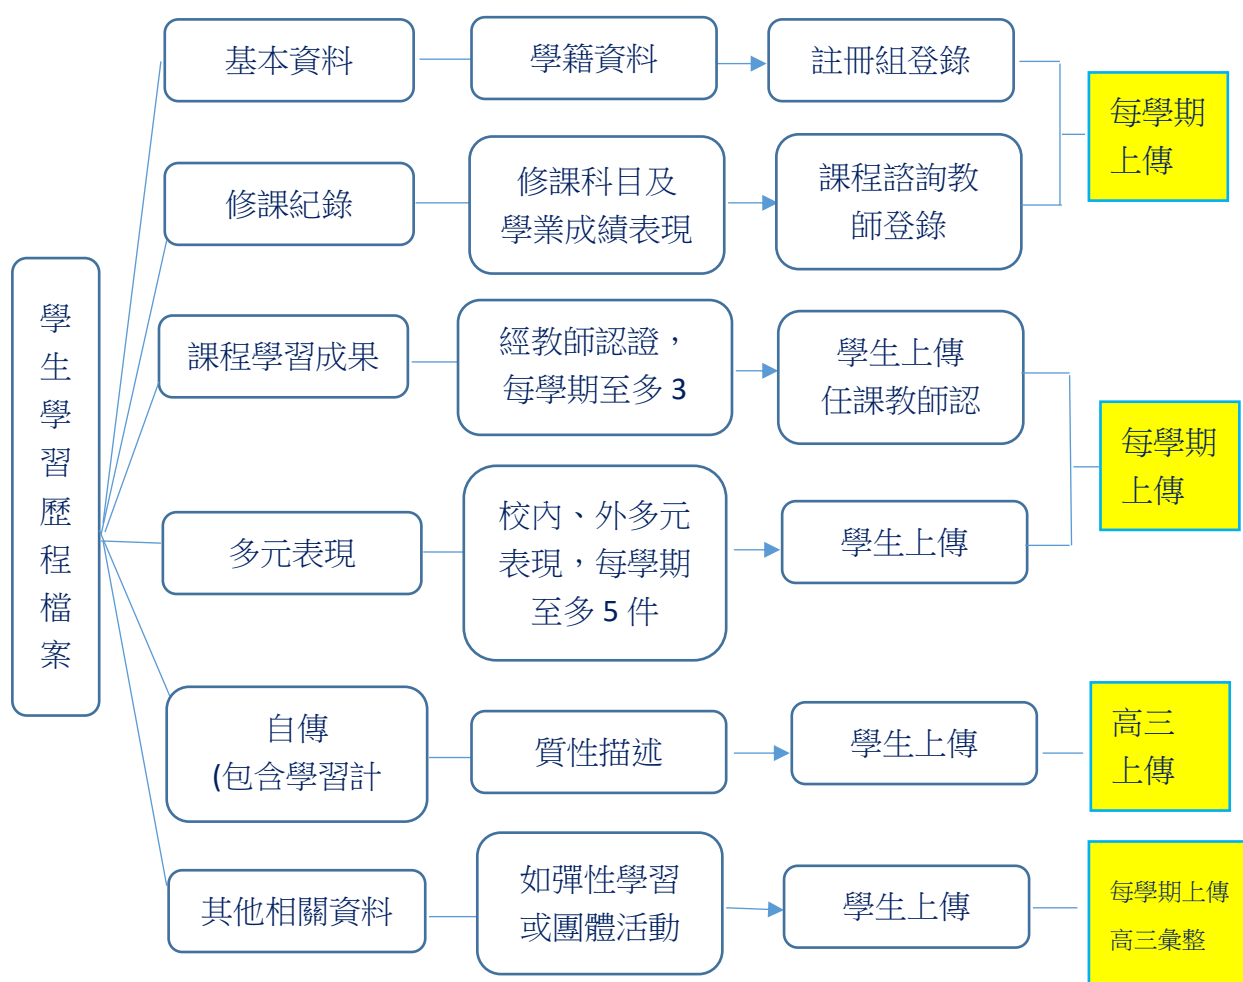 學
生
學
習
歷
程
檔
案
基本資料
學籍資料
註冊組登錄
每學期
上傳
修課紀錄
修課科目及
學業成績表現
課程諮詢教
師登錄
課程學習成果
經教師認證，
每學期至多 3
學生上傳
任課教師認
每學期
上傳
多元表現
校內、外多元
表現，每學期
至多 5 件
學生上傳
自傳
(包含學習計
質性描述
學生上傳
高三
上傳
其他相關資料
如彈性學習
或團體活動
學生上傳
每學期上傳
高三彙整